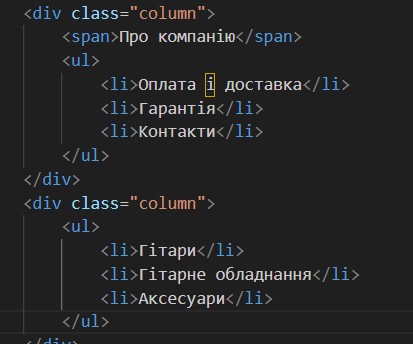 <div class="column">
<span>Про компанію</span>
<ul>
<li>Оплата і доставка</li>
<li>Гарантія</li>
<li>Контакти</li>
</ul>
</div>
<div class="column">
<ul>
<li>Гітари</li>
<li>Гітарне обладнання</li>
<li>Аксесуари</li>
</ul>
</div>